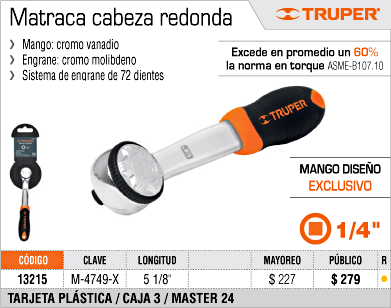 Matraca cabeza redonda
TRUPER®
Mango: cromo vanadio
Engrane: cromo molibdeno
Sistema de engrane de 72 dientes
Excede en promedio un 60%
la norma en torque ASME-B107.10
TRUPER
MANGO DISEÑO
EXCLUSIVO
1/4"
CÓDIGO CLAVE LONGITUD MAYOREO PÚBLICO R
13215 M-4749-X 5 1/8" $ 227 $ 279
TARJETA PLÁSTICA / CAJA 3 / MASTER 24